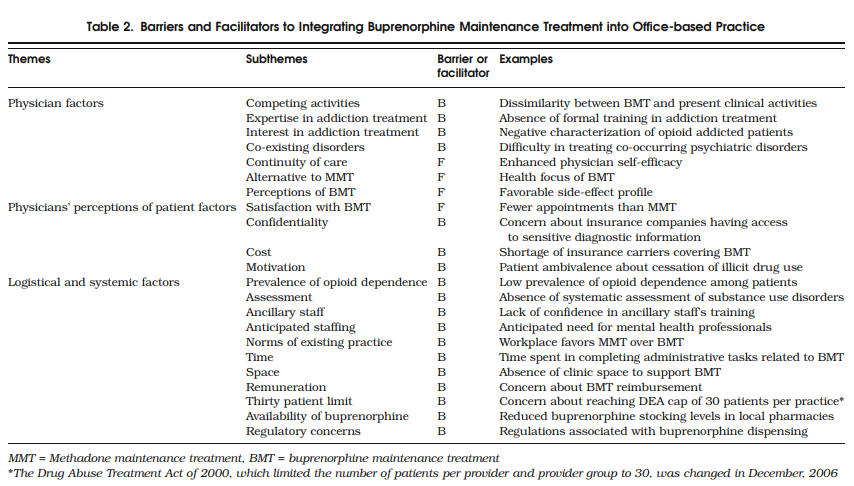 Table 2. Barriers and Facilitators to Integrating Buprenorphine Maintenance Treatment into Office-based Practice
Themes Subthemes Barrier or facilitator Examples
Physician factors Competing activities B Dissimilarity between BMT and present clinical activities
Expertise in addiction treatment B Absence of formal training in addiction treatment
Interest in addiction treatment B Negative characterization of opioid addicted patients
Co-existing disorders B Difficulty in treating co-occurring psychiatric disorders
Continuity of care F Enhanced physician self-efficacy
Alternative to MMT F Health focus of BMT
Perceptions of BMT F Favorable side-effect profile
Physicians' perceptions of patient factors Satisfaction with BMT F Fewer appointments than MMT
Confidentiality B Concern about insurance companies having access
to sensitive diagnostic information
Cost B Shortage of insurance carriers covering BMT
Motivation B Patient ambivalence about cessation of illicit drug use
Logistical and systemic factors Prevalence of opioid dependence B Low prevalence of opioid dependence among patients
Assessment B Absence of systematic assessment of substance use disorders
Ancillary staff B Lack of confidence in ancillary staff's training
Anticipated staffing B Anticipated need for mental health professionals
Norms of existing practice B Workplace favors MMT over BMT
Time B Time spent in completing administrative tasks related to BMT
Space B Absence of clinic space to support BMT
Remuneration B Concern about BMT reimbursement
Thirty patient limit B Concern about reaching DEA cap of 30 patients per practice*
Availability of buprenorphine B Reduced buprenorphine stocking levels in local pharmacies
Regulatory concerns B Regulations associated with buprenorphine dispensing
MMT = Methadone maintenance treatment, BMT = buprenorphine maintenance treatment
*The Drug Abuse Treatment Act of 2000, which limited the number of patients per provider and provider group to 30, was changed in December, 2006